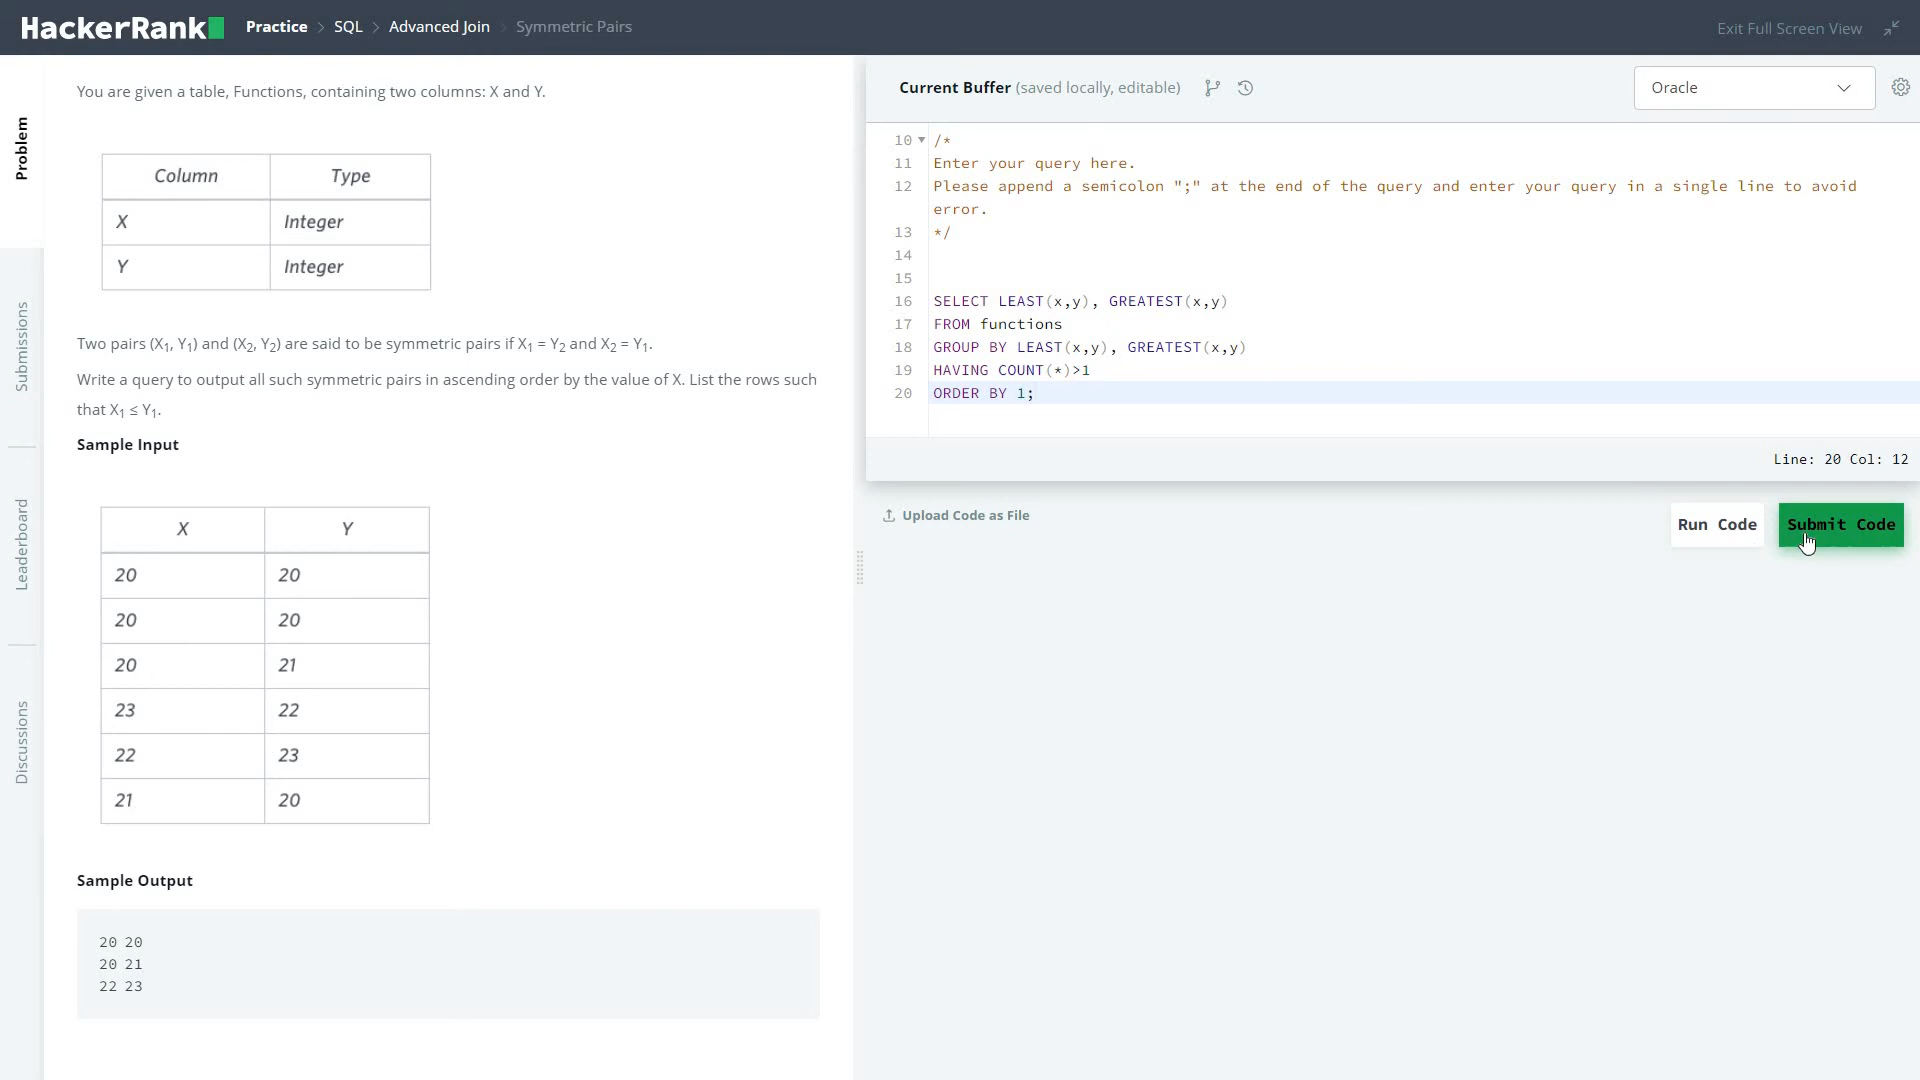 HackerRank Practice > SQL > Advanced Join > Symmetric Pairs Exit Full Screen View
Problem
Submissions
Leaderboard
Discussions
You are given a table, Functions, containing two columns: X and Y.
Column Type
X Integer
Y Integer
Two pairs (X1, Y1) and (X2, Y2) are said to be symmetric pairs if X1 = Y2 and X2 = Y1.
Write a query to output all such symmetric pairs in ascending order by the value of X. List the rows such
that X1 ≤ Y1.
Sample Input
X Y
20 20
20 20
20 21
23 22
22 23
21 20
Sample Output
20 20
20 21
22 23
Current Buffer (saved locally, editable) Oracle
10 /*
11 Enter your query here.
12 Please append a semicolon ";" at the end of the query and enter your query in a single line to avoid
error.
13 */
14
15
16 SELECT LEAST(x,y), GREATEST(x,y)
17 FROM functions
18 GROUP BY LEAST(x,y), GREATEST(x,y)
19 HAVING COUNT(*)>1
20 ORDER BY 1;
Line: 20 Col: 12
Upload Code as File Run Code Submit Code